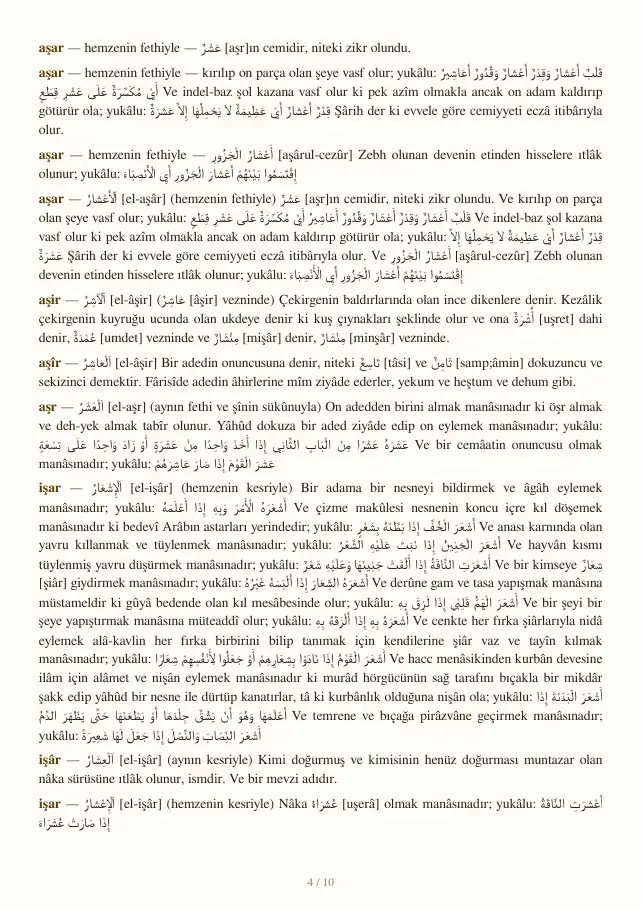 aşar — hemzenin fethiyle — عَشْرٌ [aşr]ın cemidir, niteki zikr olundu.
aşar — hemzenin fethiyle — kırılıp on parça olan şeye vasf olur; yukâlu: قَلْبٌ أَعْشَارٌ وَقِدْرٌ أَعْشَارٌ وَقُدُورٌ أَعَاشِيرُ
أَيْ مُكَسَّرَةٌ عَلَى عَشْرِ قِطَعٍ Ve indel-baz şol kazana vasf olur ki pek azîm olmakla ancak on adam kaldırıp
götürür ola; yukâlu: قِدْرٌ أَعْشَارٌ أَيْ عَظِيمَةٌ لاَ يَحْمِلُهَا إِلاَّ عَشَرَةٌ Şârih der ki evvele göre cemiyyeti eczâ itibârıyla
olur.
aşar — hemzenin fethiyle — أَعْشَارُ الْجَزُورِ [aşârul-cezûr] Zebh olunan devenin etinden hisselere ıtlâk
olunur; yukâlu: إِقْتَسَمُوا بَيْنَهُمْ أَعْشَارَ الْجَزُورِ أَيِ الْأَنْصِبَاءَ
aşar — اَلْأَعْشَارُ [el-aşâr] (hemzenin fethiyle) عَشْرٌ [aşr]ın cemidir, niteki zikr olundu. Ve kırılıp on parça
olan şeye vasf olur; yukâlu: قَلْبٌ أَعْشَارٌ وَقِدْرٌ أَعْشَارٌ وَقُدُورٌ أَعَاشِيرُ أَيْ مُكَسَّرَةٌ عَلَى عَشْرِ قِطَعٍ Ve indel-baz şol kazana
vasf olur ki pek azîm olmakla ancak on adam kaldırıp götürür ola; yukâlu: قِدْرٌ أَعْشَارٌ أَيْ عَظِيمَةٌ لاَ يَحْمِلُهَا إِلاَّ
عَشَرَةٌ Şârih der ki evvele göre cemiyyeti eczâ itibârıyla olur. Ve أَعْشَارُ الْجَزُورِ [aşârul-cezûr] Zebh olunan
devenin etinden hisselere ıtlâk olunur; yukâlu: إِقْتَسَمُوا بَيْنَهُمْ أَعْشَارَ الْجَزُورِ أَيِ الْأَنْصِبَاءَ
aşir — اَلْآشِرُ [el-âşir] (عَاشِرٌ [âşir] vezninde) Çekirgenin baldırlarında olan ince dikenlere denir. Kezâlik
çekirgenin kuyruğu ucunda olan ukdeye denir ki kuş çıynakları şeklinde olur ve ona أُشْرَةٌ [uşret] dahi
denir, عُمْدَةٌ [umdet] vezninde ve مِئْشَارٌ [mişâr] denir, مِنْشَارٌ [minşâr] vezninde.
aşîr — اَلْعَاشِرُ [el-âşir] Bir adedin onuncusuna denir, niteki تَاسِعٌ [tâsi] ve ثَامِنٌ [samp;âmin] dokuzuncu ve
sekizinci demektir. Fârisîde adedin âhirlerine mîm ziyâde ederler, yekum ve heştum ve dehum gibi.
aşr — اَلْعَشْرُ [el-aşr] (aynın fethi ve şînin sükûnuyla) On adedden birini almak manâsınadır ki öşr almak
ve deh-yek almak tabîr olunur. Yâhûd dokuza bir aded ziyâde edip on eylemek manâsınadır; yukâlu:
عَشَرَهُ عَشْرًا مِنَ الْبَابِ الثَّانِي إِذَا أَخَذَ وَاحِدًا مِنْ عَشَرَةٍ أَوْ زَادَ وَاحِدًا عَلَى تِسْعَةٍ Ve bir cemâatin onuncusu olmak
manâsınadır; yukâlu: عَشَرَ الْقَوْمَ إِذَا صَارَ عَاشِرَهُمْ
işar — اَلْإِشْعَارُ [el-işâr] (hemzenin kesriyle) Bir adama bir nesneyi bildirmek ve âgâh eylemek
manâsınadır; yukâlu: أَشْعَرَهُ الْأَمْرَ وَبِهِ إِذَا أَعْلَمَهُ Ve çizme makûlesi nesnenin koncu içre kıl döşemek
manâsınadır ki bedevî Arâbın astarları yerindedir; yukâlu: أَشْعَرَ الْخُفَّ إِذَا بَطَّنَهُ بِشَعْرٍ Ve anası karnında olan
yavru kıllanmak ve tüylenmek manâsınadır; yukâlu: أَشْعَرَ الْجَنِينُ إِذَا نَبَتَ عَلَيْهِ الشَّعْرُ Ve hayvân kısmı
tüylenmiş yavru düşürmek manâsınadır; yukâlu: أَشْعَرَتِ النَّاقَةُ إِذَا أَلْقَتْ جَنِينَهَا وَعَلَيْهِ شَعْرٌ Ve bir kimseye شِعَارٌ
[şiâr] giydirmek manâsınadır; yukâlu: أَشْعَرَهُ الشِّعَارَ إِذَا أَلْبَسَهُ غَيْرُهُ Ve derûne gam ve tasa yapışmak manâsına
müstameldir ki gûyâ bedende olan kıl mesâbesinde olur; yukâlu: أَشْعَرَ الْهَمُّ قَلْبِي إِذَا لَزِقَ بِهِ Ve bir şeyi bir
şeye yapıştırmak manâsına müteaddî olur; yukâlu: أَشْعَرَهُ بِهِ إِذَا أَلْزَقَهُ بِهِ Ve cenkte her fırka şiârlarıyla nidâ
eylemek alâ-kavlin her fırka birbirini bilip tanımak için kendilerine şiâr vaz ve tayîn kılmak
manâsınadır; yukâlu: أَشْعَرَ الْقَوْمُ إِذَا نَادَوْا بِشِعَارِهِمْ أَوْ جَعَلُوا لِأَنْفُسِهِمْ شِعَارًا Ve hacc menâsikinden kurbân devesine
ilâm için alâmet ve nişân eylemek manâsınadır ki murâd hörgücünün sağ tarafını bıçakla bir mikdâr
şakk edip yâhûd bir nesne ile dürtüp kanatırlar, tâ ki kurbânlık olduğuna nişân ola; yukâlu: أَشْعَرَ الْبَدَنَةَ إِذَا
أَعْلَمَهَا وَهُوَ أَنْ يَشُقَّ جِلْدَهَا أَوْ يَطْعَنَهَا حَتَّى يَظْهَرَ الدَّمُ Ve temrene ve bıçağa pirâzvâne geçirmek manâsınadır;
yukâlu: أَشْعَرَ النِّصَابَ وَالنَّصْلَ إِذَا جَعَلَ لَهَا شَعِيرَةً
işâr — اَلْعِشَارُ [el-işâr] (aynın kesriyle) Kimi doğurmuş ve kimisinin henüz doğurması muntazar olan
nâka sürüsüne ıtlâk olunur, ismdir. Ve bir mevzi adıdır.
işar — اَلْإِعْشَارُ [el-işâr] (hemzenin kesriyle) Nâka عُشَرَاءُ [uşerâ] olmak manâsınadır; yukâlu: أَعْشَرَتِ النَّاقَةُ
إِذَا صَارَتْ عُشَرَاءَ
4 / 10